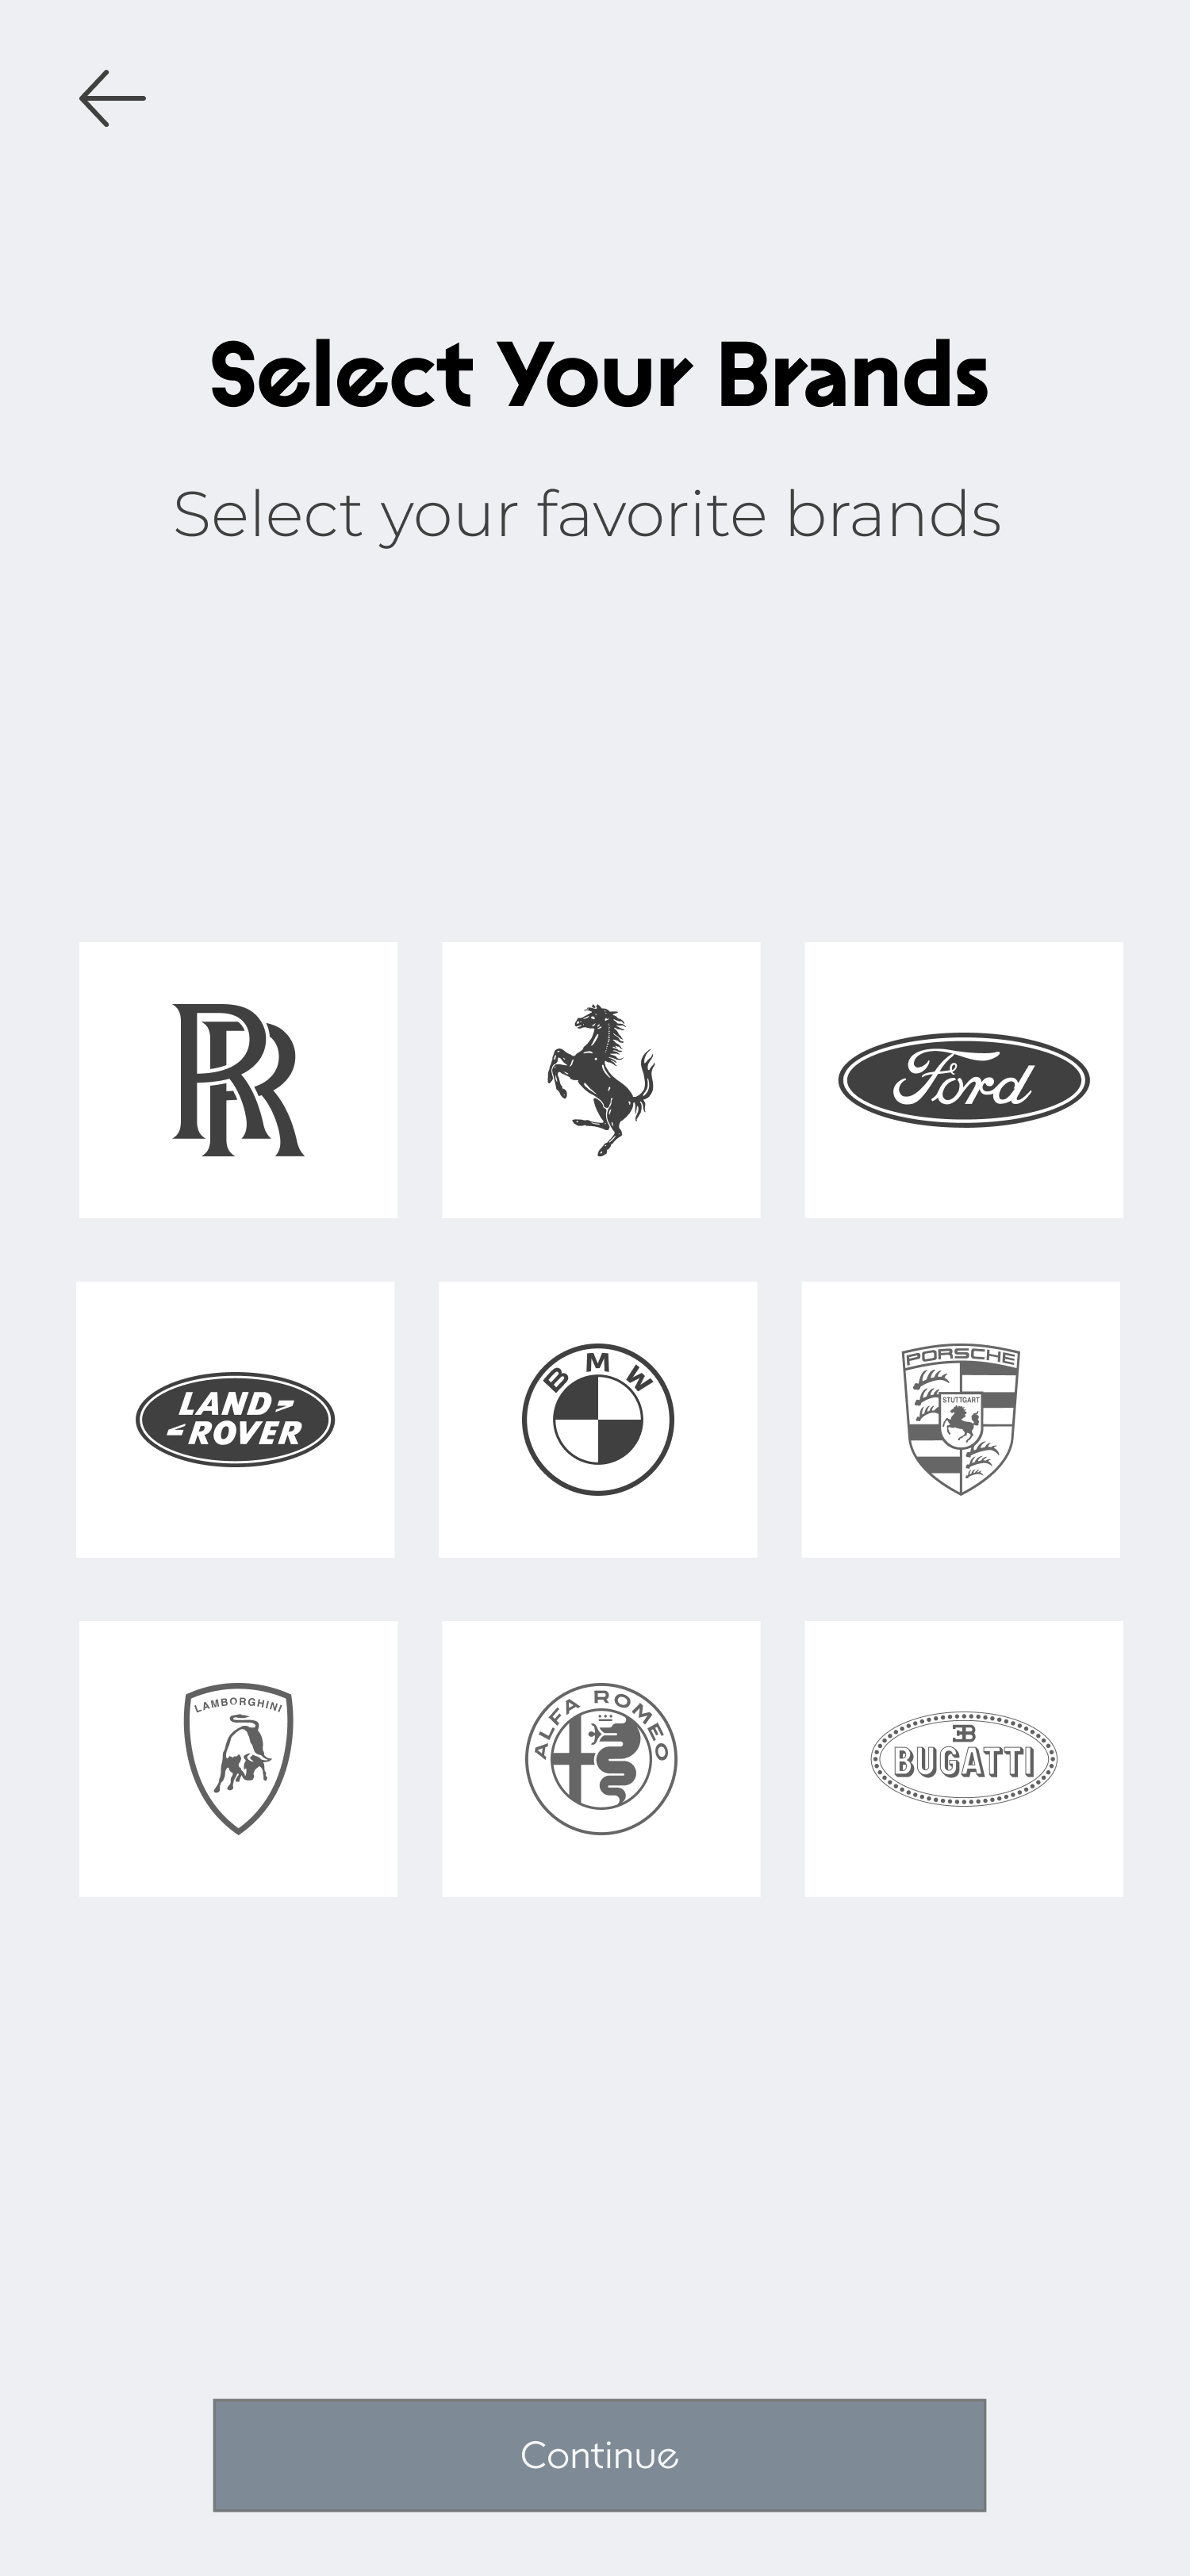 Select Your Brands
Select your favorite brands
RR
Ford
LAND
ROVER
BMW
PORSCHE
STUTTGART
LAMBORGHINI
ALFA ROMEO
EB
BUGATTI
Continue